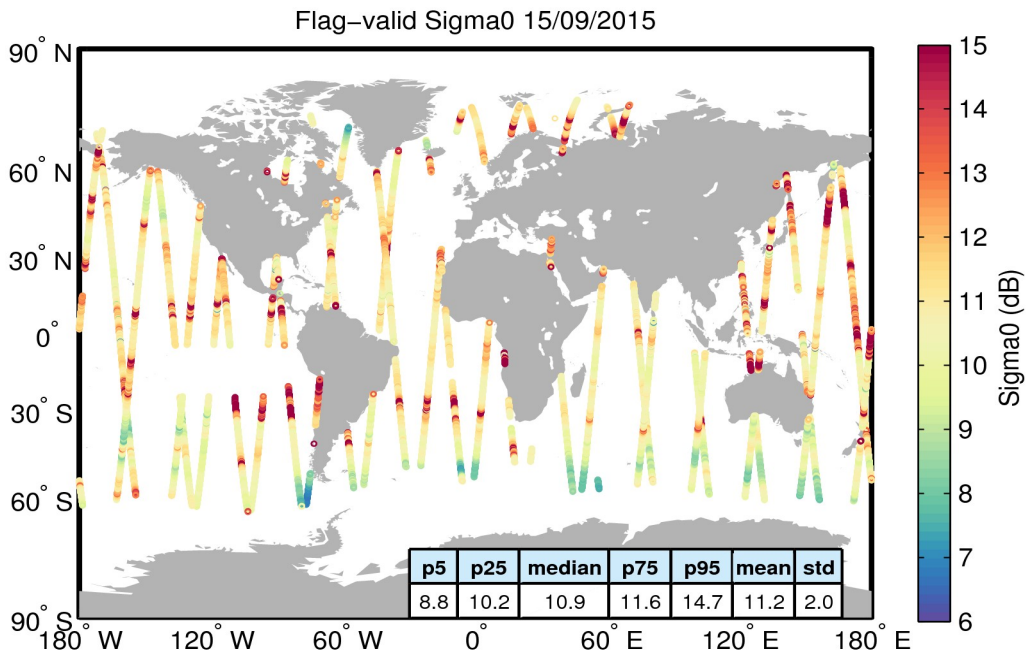 Flag−valid Sigma0 15/09/2015
90° N
60° N
30° N
0°
30° S
60° S
90° S
180° W
120° W
60° W
0°
60° E
120° E
180° E
15
14
13
12
11
10
9
8
7
6
Sigma0 (dB)
p5 p25 median p75 p95 mean std
8.8 10.2 10.9 11.6 14.7 11.2 2.0